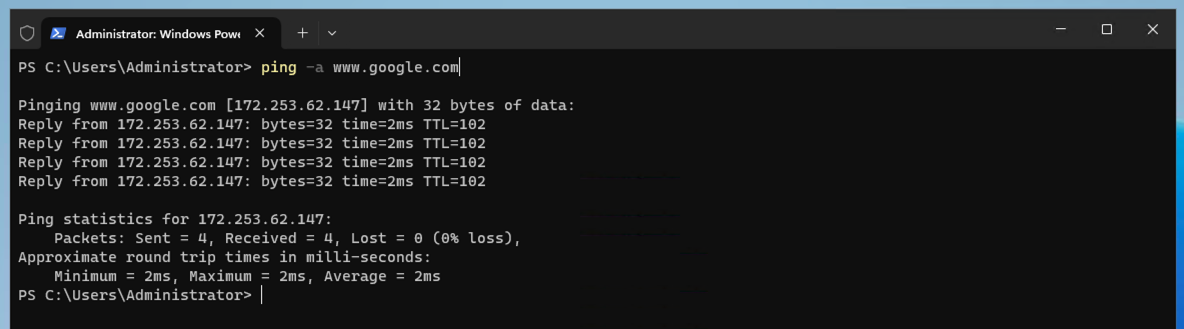 Administrator: Windows Powe
PS C:\Users\Administrator> ping -a www.google.com

Pinging www.google.com [172.253.62.147] with 32 bytes of data:
Reply from 172.253.62.147: bytes=32 time=2ms TTL=102
Reply from 172.253.62.147: bytes=32 time=2ms TTL=102
Reply from 172.253.62.147: bytes=32 time=2ms TTL=102
Reply from 172.253.62.147: bytes=32 time=2ms TTL=102

Ping statistics for 172.253.62.147:
    Packets: Sent = 4, Received = 4, Lost = 0 (0% loss),
Approximate round trip times in milli-seconds:
    Minimum = 2ms, Maximum = 2ms, Average = 2ms
PS C:\Users\Administrator>